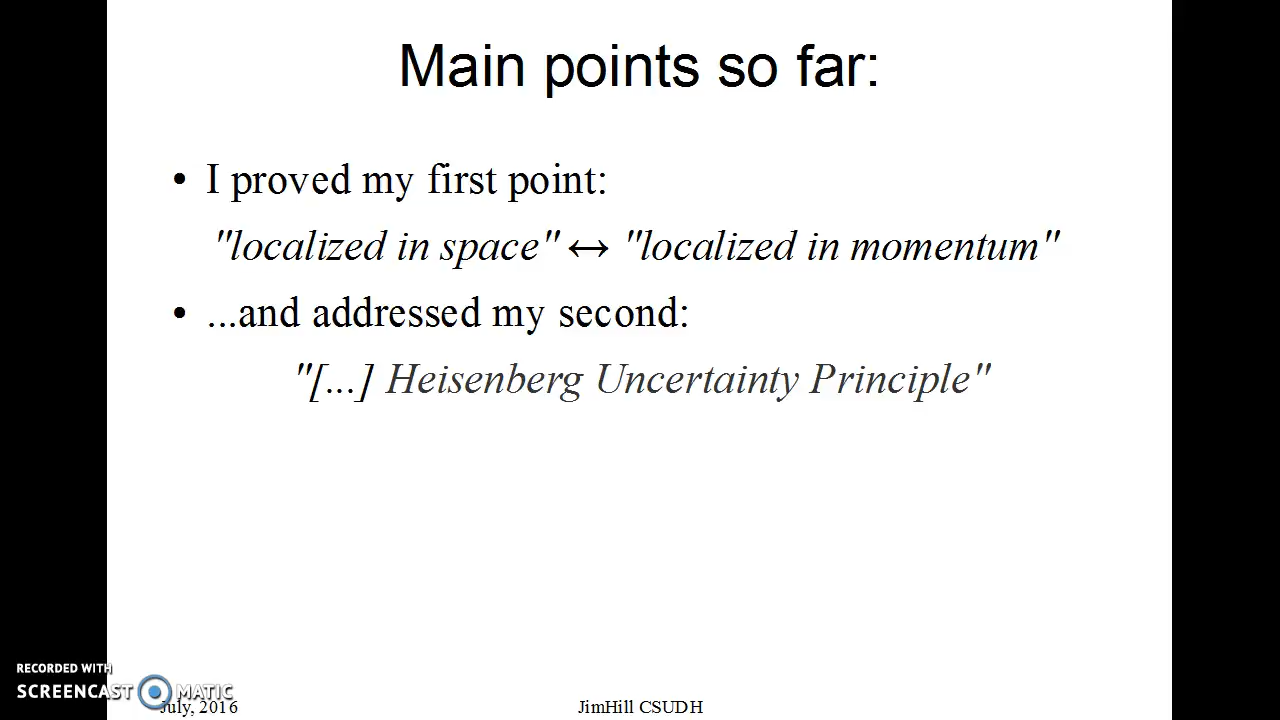 Main points so far:
• I proved my first point:
"localized in space" ↔ "localized in momentum"
• ...and addressed my second:
"[...] Heisenberg Uncertainty Principle"
RECORDED WITH
SCREENCAST MATIC
July, 2016
JimHill CSUDH